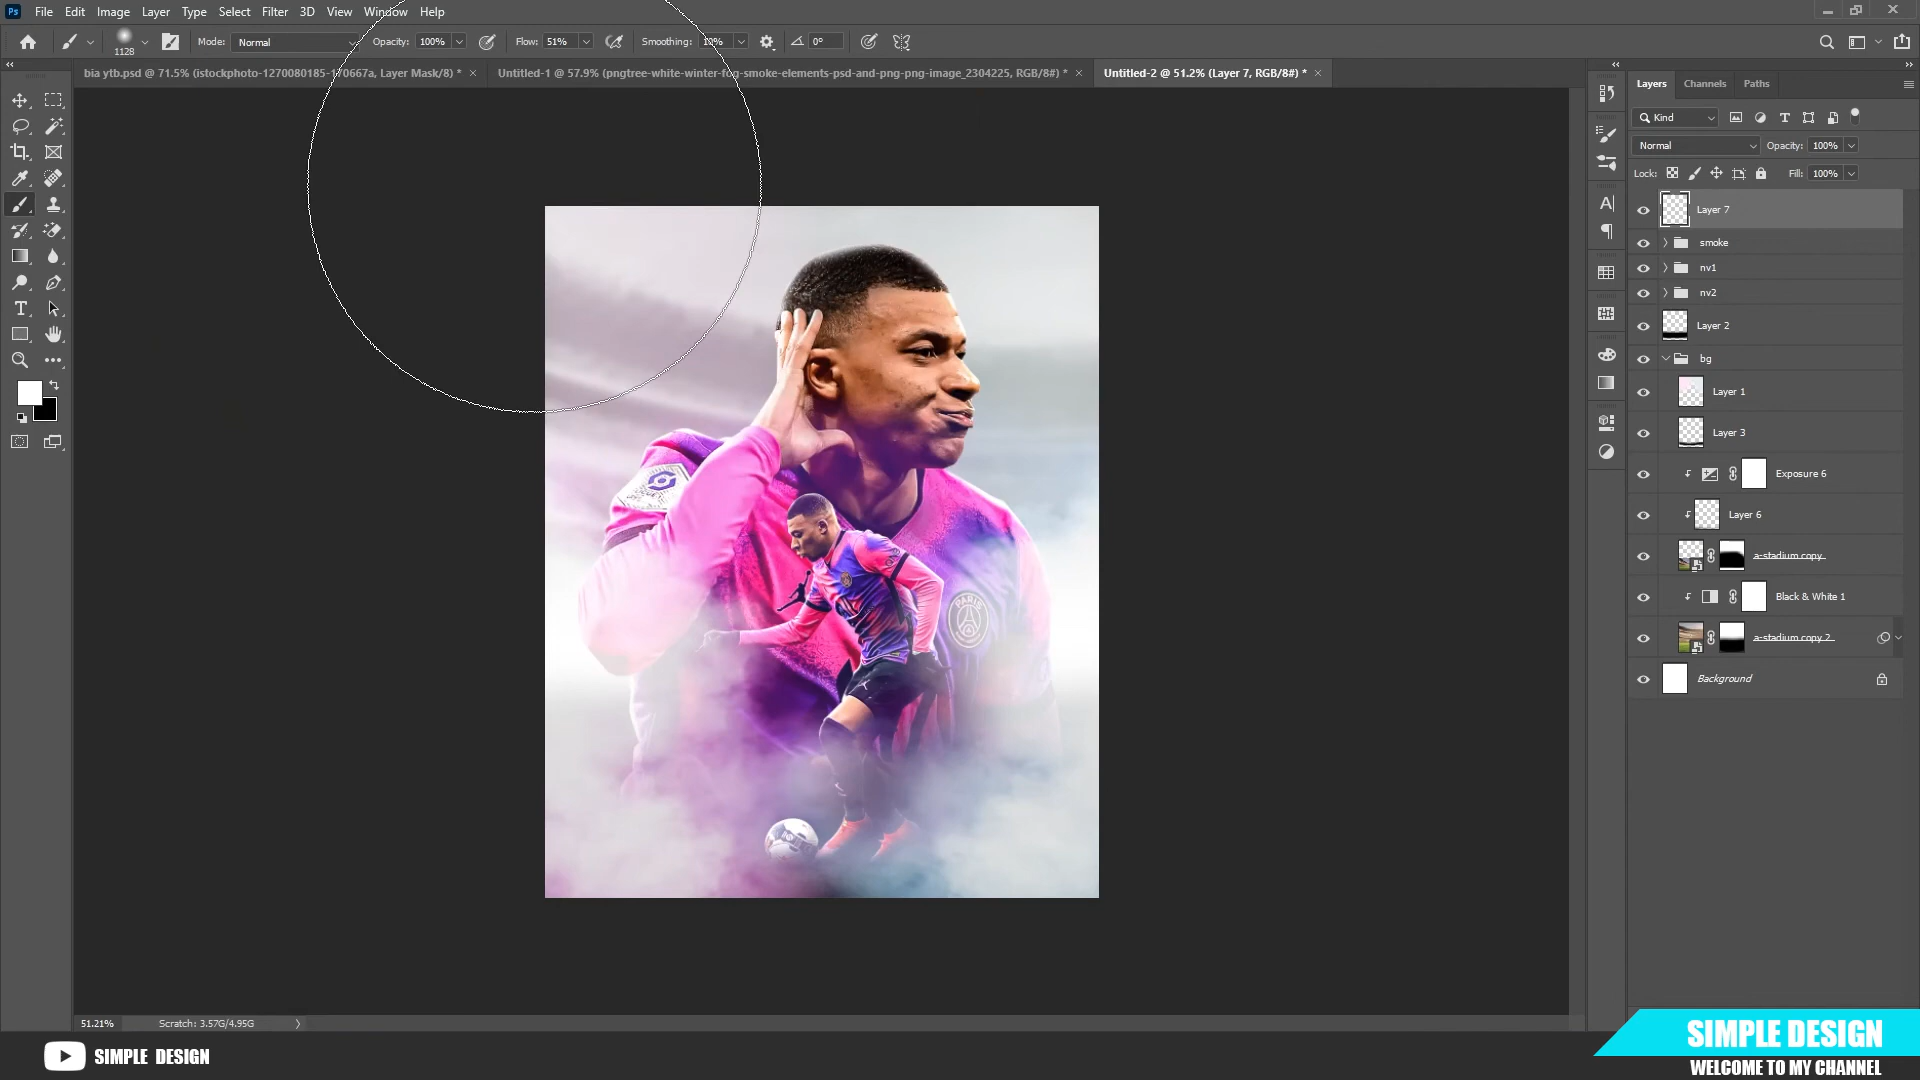 Ps File Edit Image Layer Type Select Filter 3D View Window Help
1128 Mode: Normal Opacity: 100% Flow: 51% Smoothing: 10% 0°
bia ytb.psd @ 71.5% (istockphoto-1270080185-170667a, Layer Mask/8) * Untitled-1 @ 57.9% (pngtree-white-winter-fog-smoke-elements-psd-and-png-png-image_2304225, RGB/8#) * Untitled-2 @ 51.2% (Layer 7, RGB/8#) *
Layers Channels Paths
Kind
Normal Opacity: 100%
Lock: Fill: 100%
Layer 7
smoke
nv1
nv2
Layer 2
bg
Layer 1
Layer 3
Exposure 6
Layer 6
a-stadium copy
Black & White 1
a-stadium copy 2
Background
PARIS
51.21% Scratch: 3.57G/4.95G
SIMPLE DESIGN
SIMPLE DESIGN
WELCOME TO MY CHANNEL